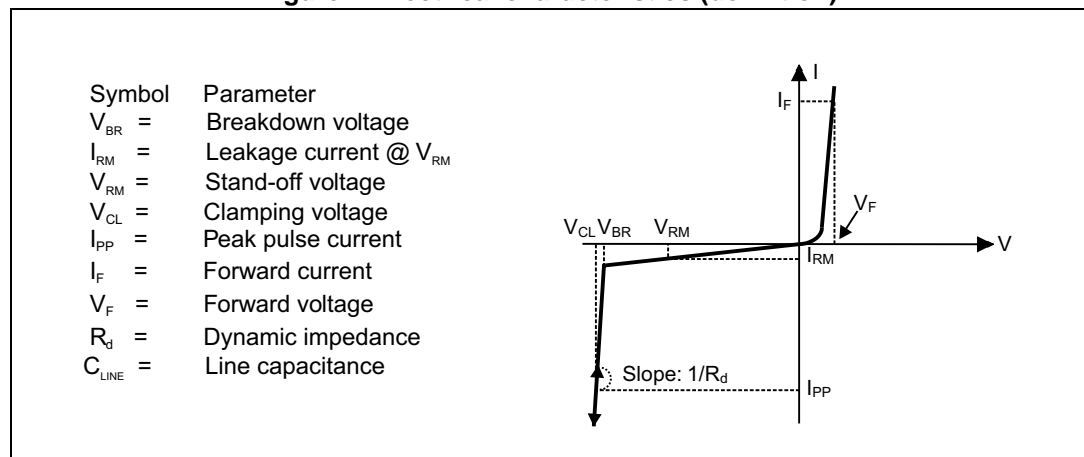 Symbol Parameter
VBR = Breakdown voltage
IRM = Leakage current @ VRM
VRM = Stand-off voltage
VCL = Clamping voltage
IPP = Peak pulse current
IF = Forward current
VF = Forward voltage
Rd = Dynamic impedance
CLINE = Line capacitance
I
IF
VF
VCL VBR VRM
V
IRM
Slope: 1/Rd
IPP